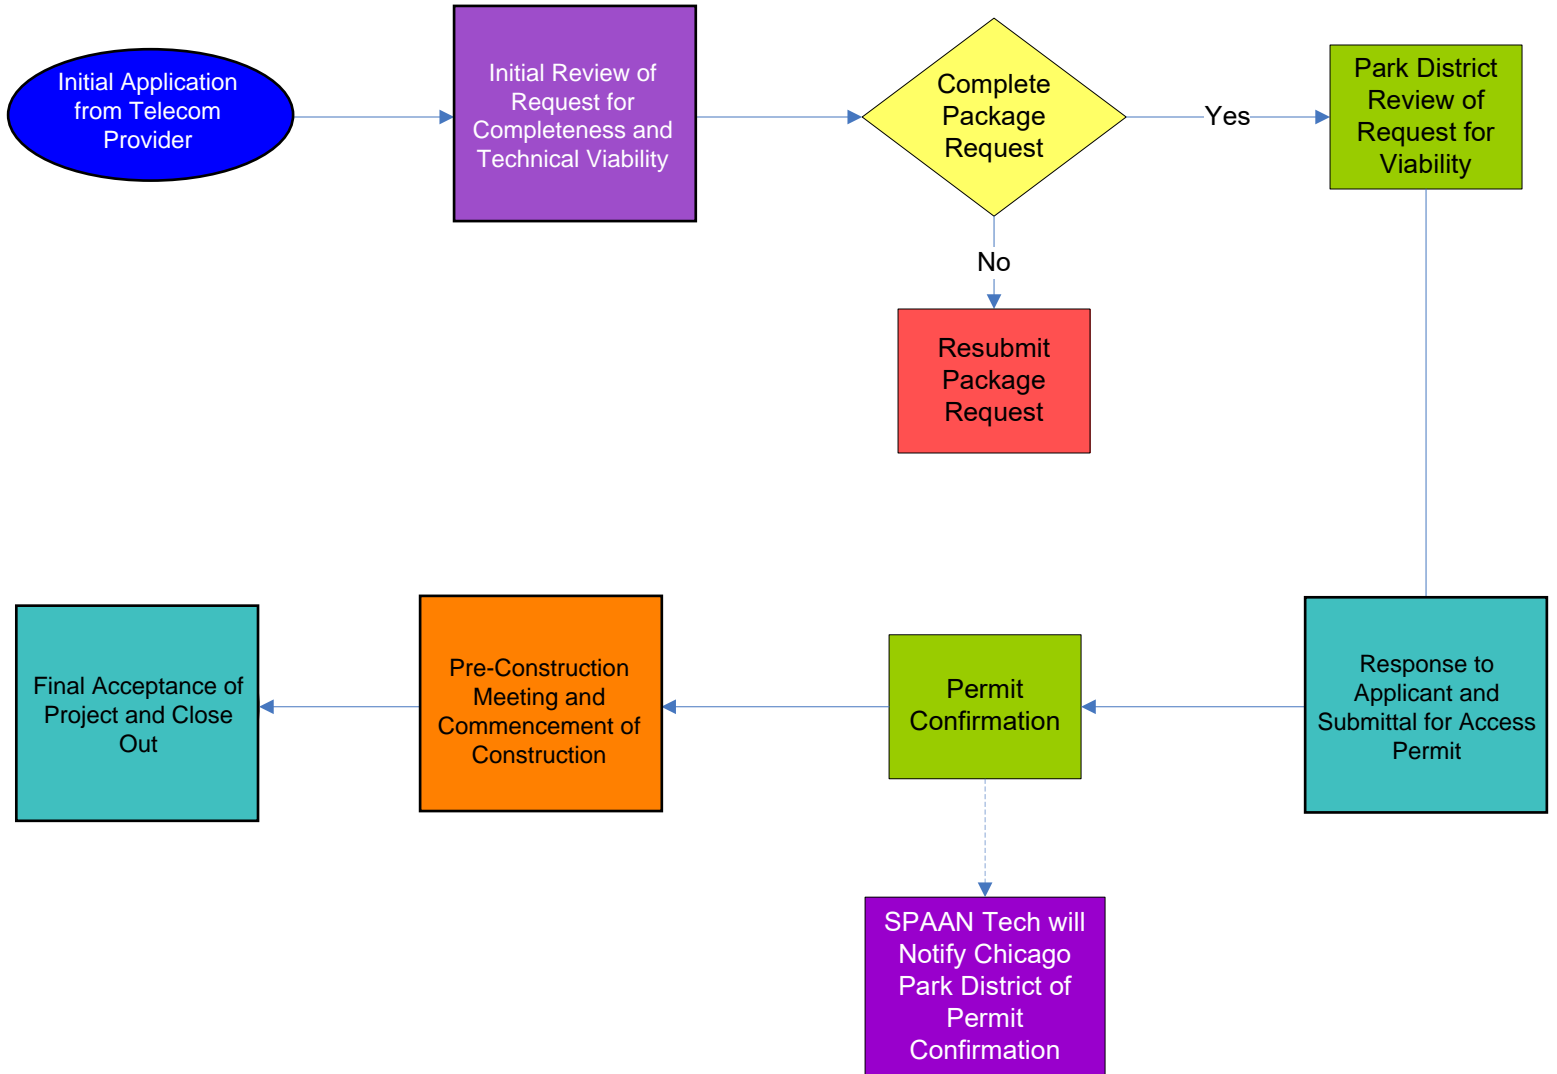 Initial Application
from Telecom
Provider
Initial Review of
Request for
Completeness and
Technical Viability
Complete
Package
Request
Yes
Park District
Review of
Request for
Viability
No
Resubmit
Package
Request
Final Acceptance of
Project and Close
Out
Pre-Construction
Meeting and
Commencement of
Construction
Permit
Confirmation
Response to
Applicant and
Submittal for Access
Permit
SPAAN Tech will
Notify Chicago
Park District of
Permit
Confirmation